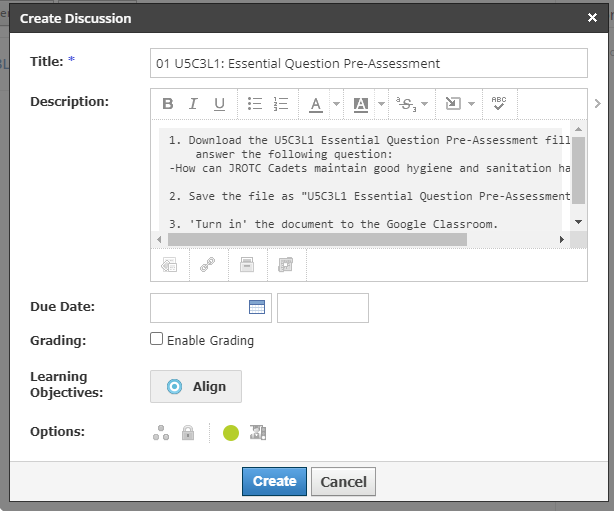 Create Discussion
Title: *
01 U5C3L1: Essential Question Pre-Assessment
Description:
B I U A A
ABC
1. Download the U5C3L1 Essential Question Pre-Assessment fill
answer the following question:
-How can JROTC Cadets maintain good hygiene and sanitation ha
2. Save the file as "U5C3L1 Essential Question Pre-Assessment
3. 'Turn in' the document to the Google Classroom.
Due Date:
Grading:
Enable Grading
Learning
Objectives:
Align
Options:
Create Cancel